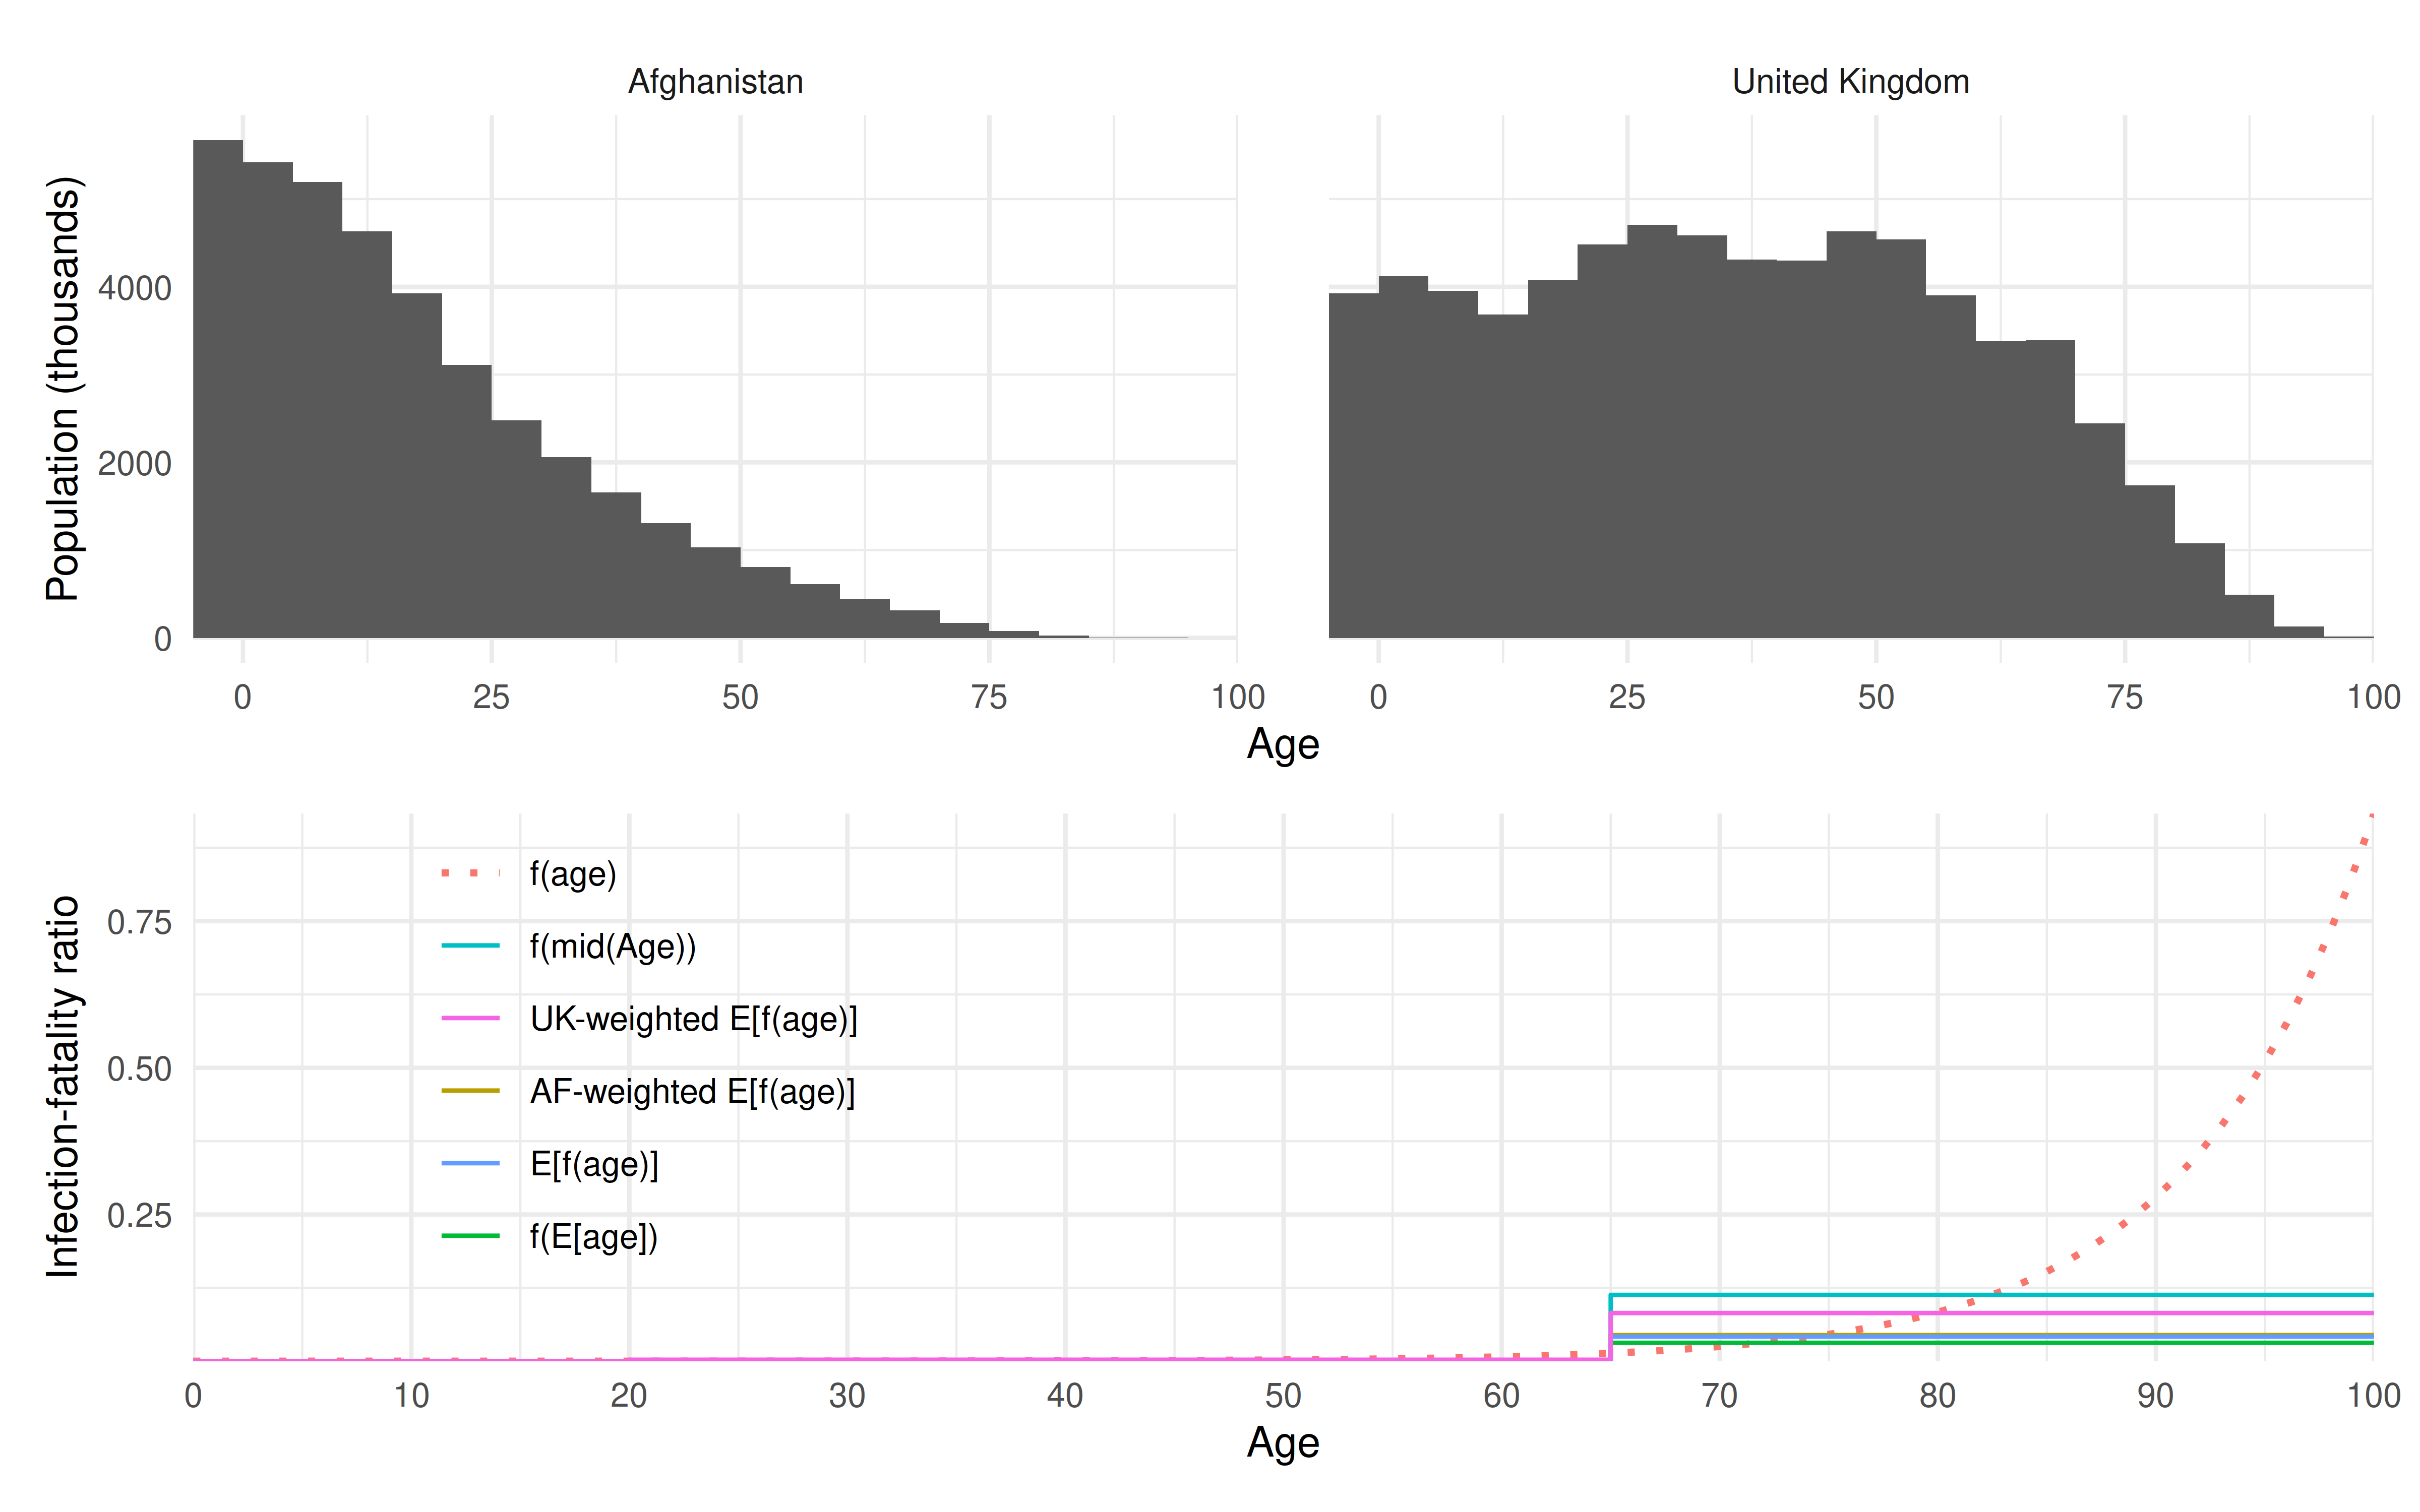 Afghanistan
United Kingdom
Population (thousands)
4000
2000
0
0 25 50 75 100
0 25 50 75 100
Age
Infection-fatality ratio
0.75
0.50
0.25
f(age)
f(mid(Age))
UK-weighted E[f(age)]
AF-weighted E[f(age)]
E[f(age)]
f(E[age])
0 10 20 30 40 50 60 70 80 90 100
Age